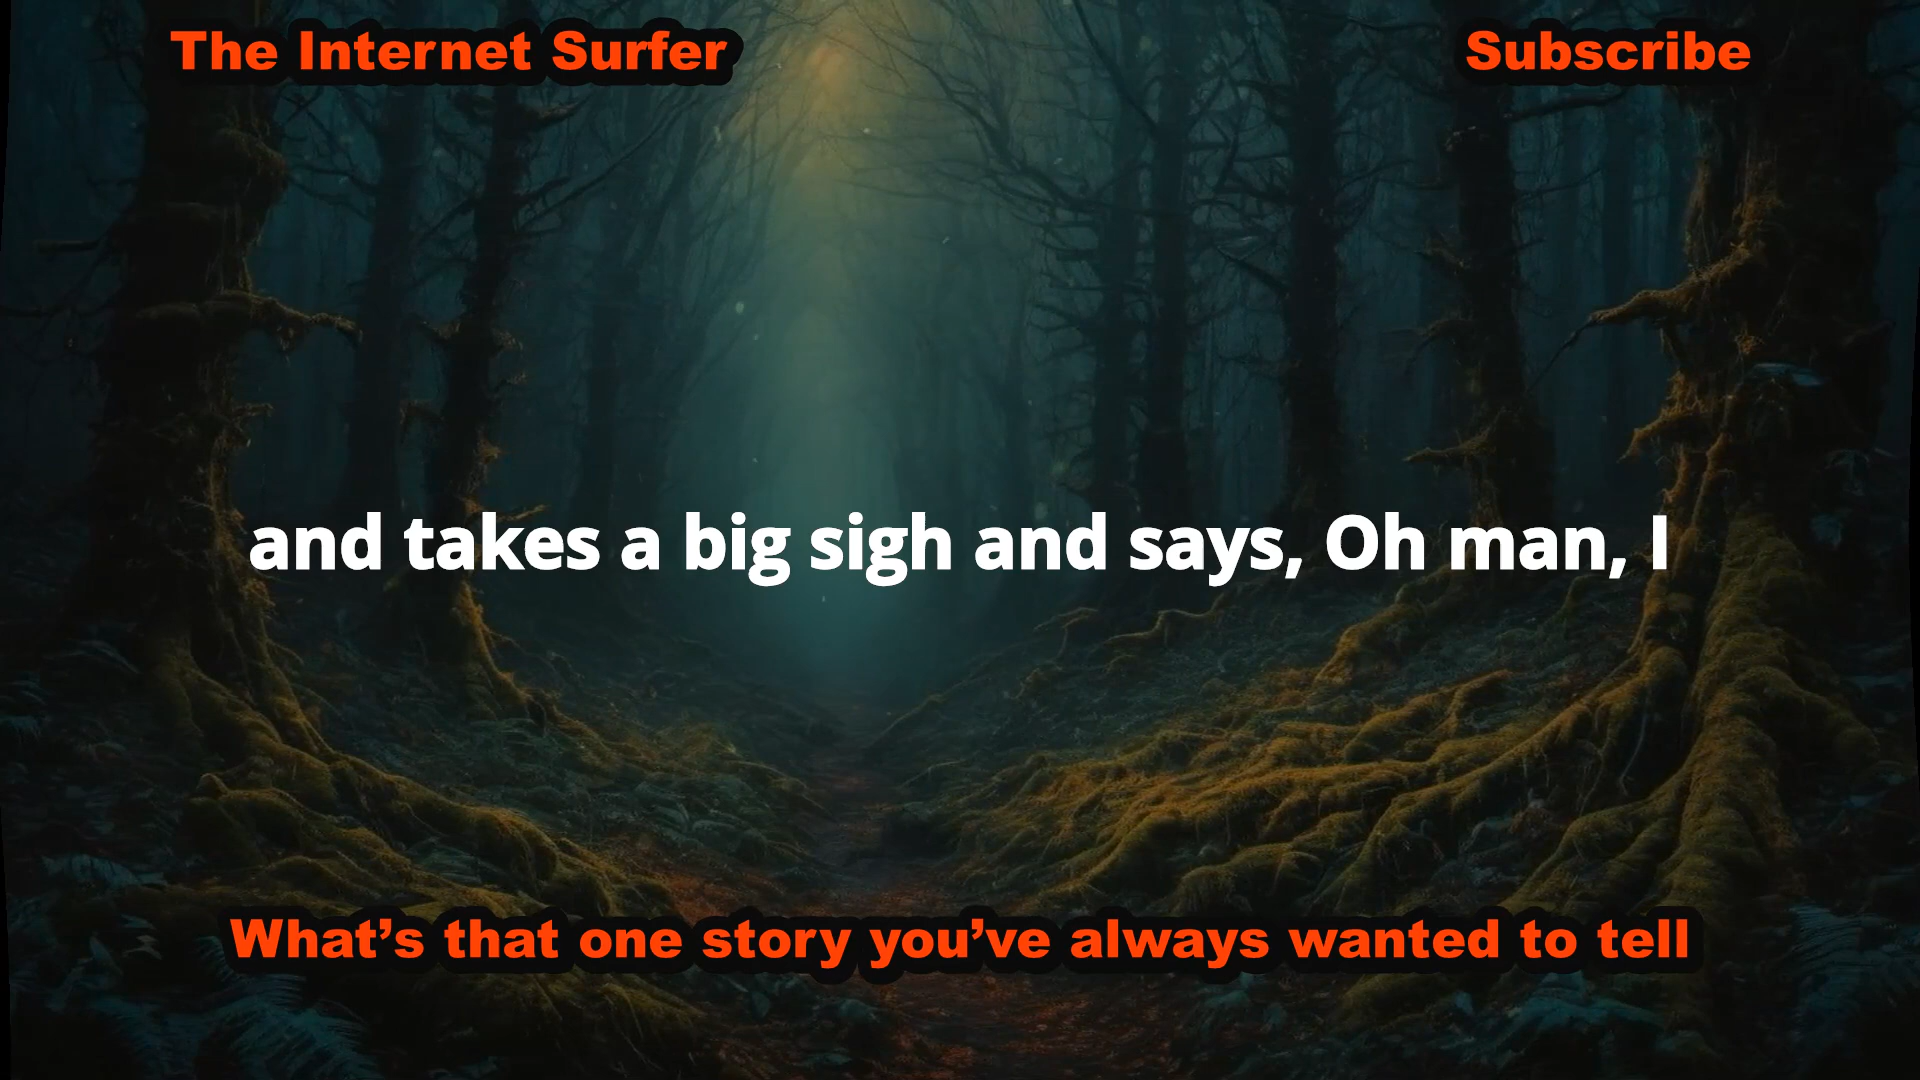 The Internet Surfer
Subscribe
and takes a big sigh and says, Oh man, I
What’s that one story you’ve always wanted to tell